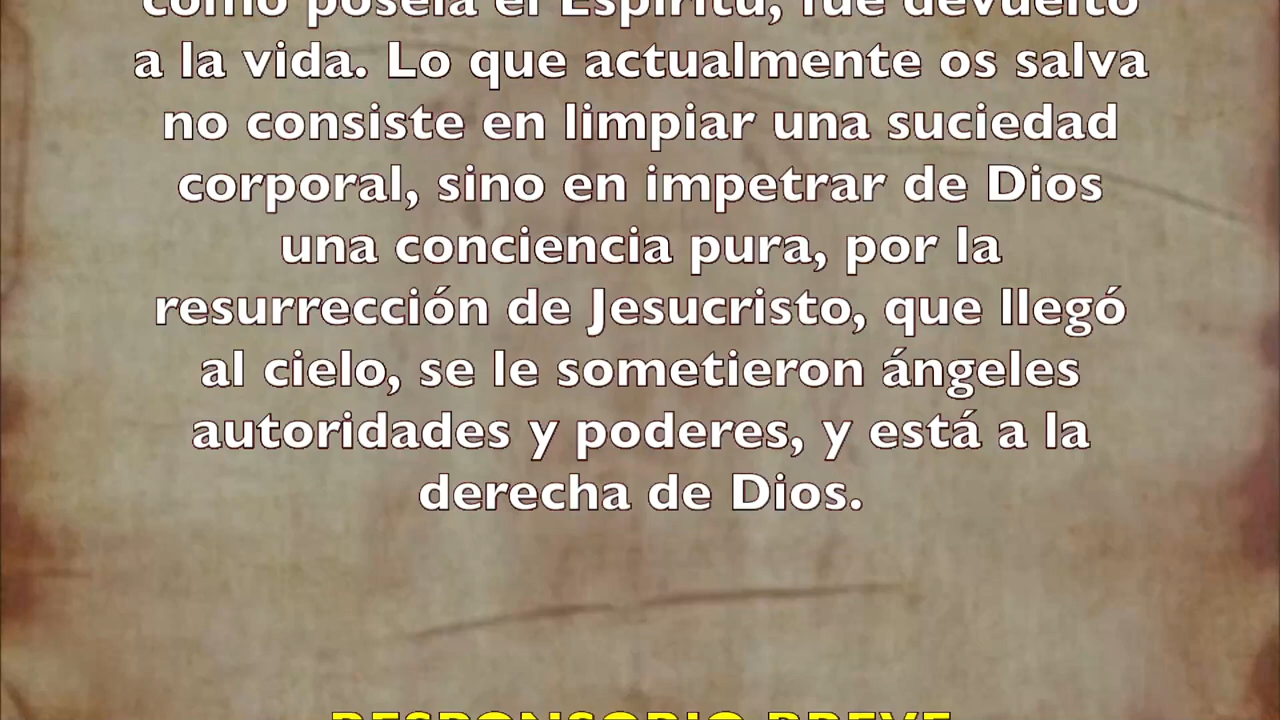 como poseía el Espíritu, fue devuelto
a la vida. Lo que actualmente os salva
no consiste en limpiar una suciedad
corporal, sino en impetrar de Dios
una conciencia pura, por la
resurrección de Jesucristo, que llegó
al cielo, se le sometieron ángeles
autoridades y poderes, y está a la
derecha de Dios.
RESPONSORIO BREVE